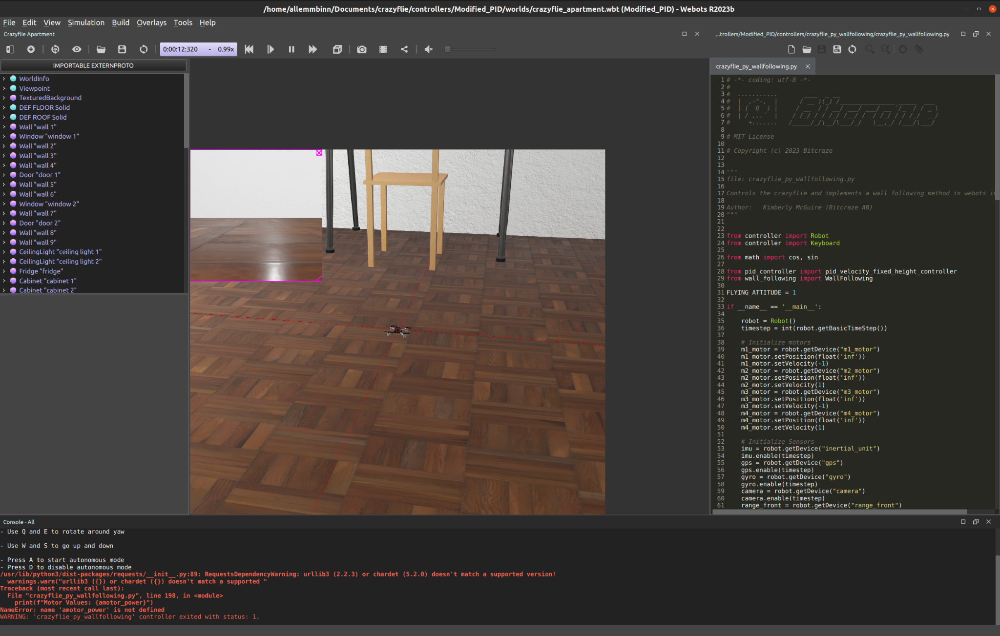 /home/allemmbinn/Documents/crazyflie/controllers/Modified_PID/worlds/crazyflie_apartment.wbt (Modified_PID) - Webots R2023b
File Edit View Simulation Build Overlays Tools Help
Crazyflie Apartment
0:00:12:320 - 0.99x
IMPORTABLE EXTERNPROTO
WorldInfo
Viewpoint
TexturedBackground
DEF FLOOR Solid
DEF ROOF Solid
Wall "wall 1"
Window "window 1"
Wall "wall 2"
Wall "wall 3"
Wall "wall 4"
Door "door 1"
Wall "wall 5"
Wall "wall 6"
Window "window 2"
Wall "wall 7"
Door "door 2"
Wall "wall 8"
Wall "wall 9"
CeilingLight "ceiling light 1"
CeilingLight "ceiling light 2"
Fridge "fridge"
Cabinet "cabinet 1"
Cabinet "cabinet 2"
...trollers/Modified_PID/controllers/crazyflie_py_wallfollowing/crazyflie_py_wallfollowing.py
crazyflie_py_wallfollowing.py
1 # -*- coding: utf-8 -*-
2 #
3 #  ...........       ____  _ __
4 #  |  ,-^-,  |      / __ )(_) /_______________ _____  ___
5 #  | (  O  ) |     / __  / / __/ ___/ ___/ __ `/_  / / _ \
6 #  | / ,..´  |    / /_/ / / /_/ /__/ /  / /_/ / / /_/  __/
7 #     +.......   /_____/_/\__/\___/_/   \__,_/ /___/\___/
8
9 # MIT License
10
11 # Copyright (c) 2023 Bitcraze
12
13
14 """
15 file: crazyflie_py_wallfollowing.py
16
17 Controls the crazyflie and implements a wall following method in webots in
18
19 Author:   Kimberly McGuire (Bitcraze AB)
20 """
21
22
23 from controller import Robot
24 from controller import Keyboard
25
26 from math import cos, sin
27
28 from pid_controller import pid_velocity_fixed_height_controller
29 from wall_following import WallFollowing
30
31 FLYING_ATTITUDE = 1
32
33 if __name__ == '__main__':
34
35     robot = Robot()
36     timestep = int(robot.getBasicTimeStep())
37
38     # Initialize motors
39     m1_motor = robot.getDevice("m1_motor")
40     m1_motor.setPosition(float('inf'))
41     m1_motor.setVelocity(-1)
42     m2_motor = robot.getDevice("m2_motor")
43     m2_motor.setPosition(float('inf'))
44     m2_motor.setVelocity(1)
45     m3_motor = robot.getDevice("m3_motor")
46     m3_motor.setPosition(float('inf'))
47     m3_motor.setVelocity(-1)
48     m4_motor = robot.getDevice("m4_motor")
49     m4_motor.setPosition(float('inf'))
50     m4_motor.setVelocity(1)
51
52     # Initialize Sensors
53     imu = robot.getDevice("inertial_unit")
54     imu.enable(timestep)
55     gps = robot.getDevice("gps")
56     gps.enable(timestep)
57     gyro = robot.getDevice("gyro")
58     gyro.enable(timestep)
59     camera = robot.getDevice("camera")
60     camera.enable(timestep)
61     range_front = robot.getDevice("range_front")
Console - All
- Use Q and E to rotate around yaw
- Use W and S to go up and down
- Press A to start autonomous mode
- Press D to disable autonomous mode
/usr/lib/python3/dist-packages/requests/__init__.py:89: RequestsDependencyWarning: urllib3 (2.2.3) or chardet (5.2.0) doesn't match a supported version!
  warnings.warn("urllib3 ({}) or chardet ({}) doesn't match a supported "
Traceback (most recent call last):
  File "crazyflie_py_wallfollowing.py", line 198, in <module>
    print(f"Motor Values: {amotor_power}")
NameError: name 'amotor_power' is not defined
WARNING: 'crazyflie_py_wallfollowing' controller exited with status: 1.